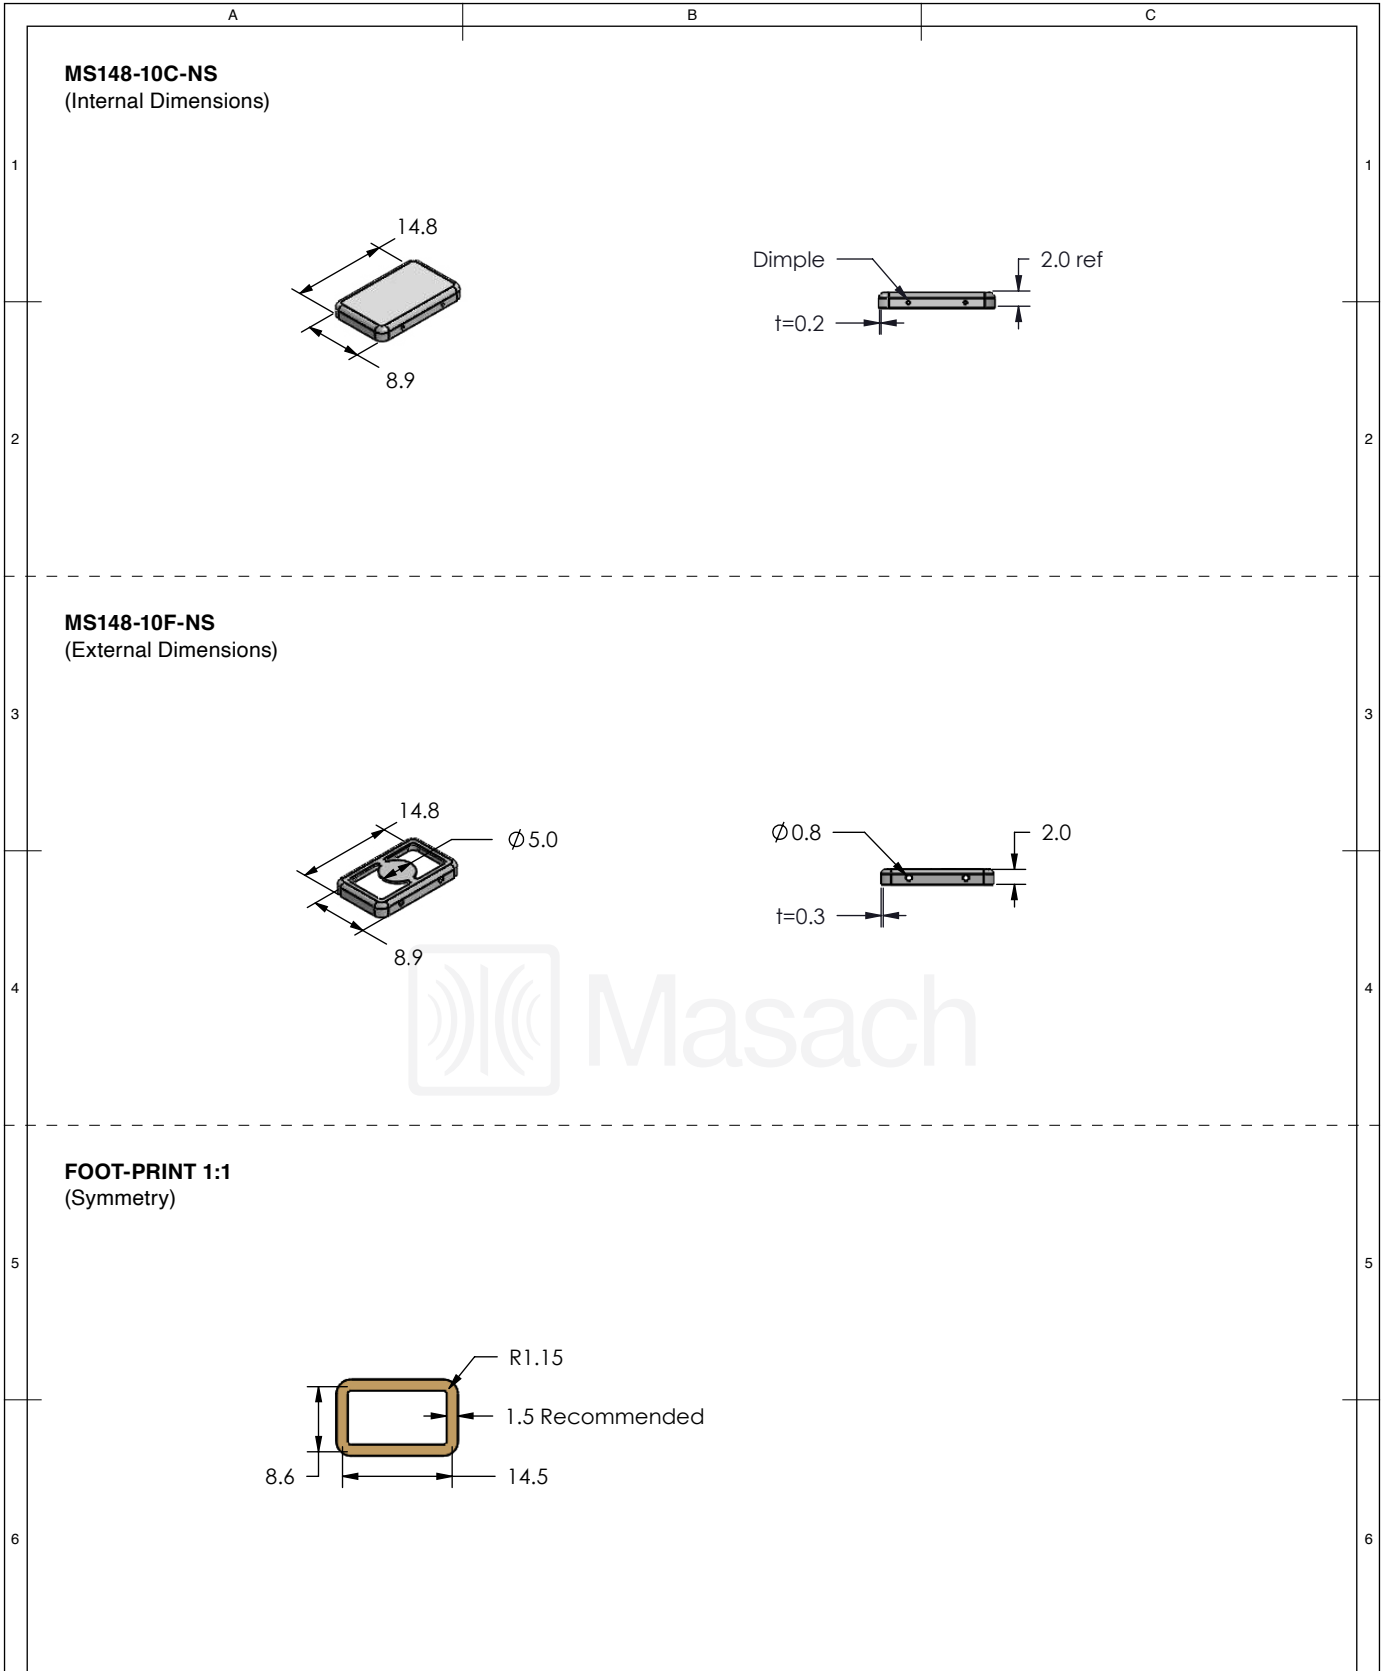 A
B
C
MS148-10C-NS
(Internal Dimensions)
1
1
14.8
8.9
Dimple
2.0 ref
t=0.2
2
2
MS148-10F-NS
(External Dimensions)
3
3
14.8
Ø5.0
8.9
Ø0.8
2.0
t=0.3
4
4
Masach
FOOT-PRINT 1:1
(Symmetry)
5
5
R1.15
1.5 Recommended
8.6
14.5
6
6